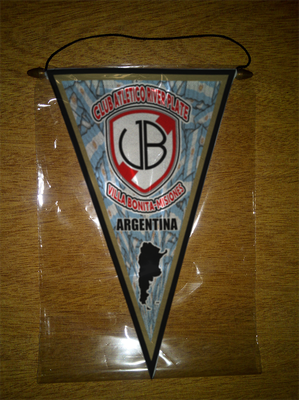 CLUB ATLETICO RIVER PLATE
VB
VILLA BONITA-MISIONES
ARGENTINA